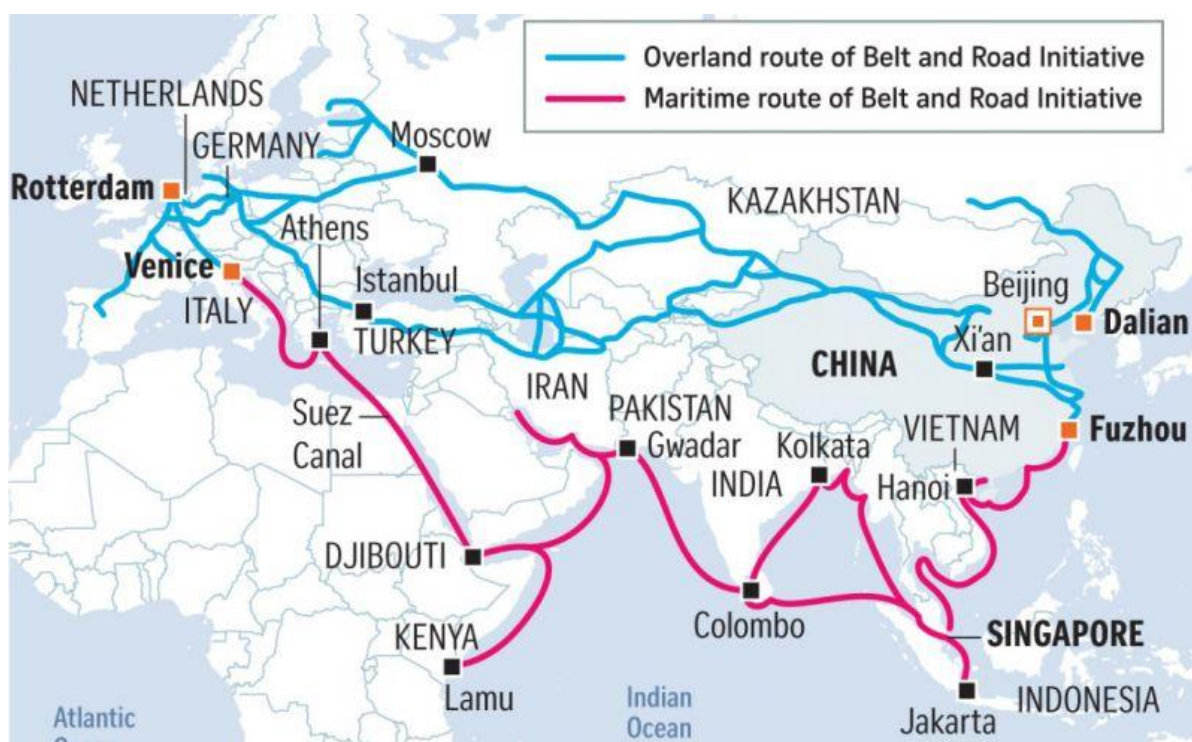 Overland route of Belt and Road Initiative
Maritime route of Belt and Road Initiative
NETHERLANDS
GERMANY
Moscow
Rotterdam
KAZAKHSTAN
Athens
Venice
Istanbul
Beijing
ITALY
Dalian
TURKEY
Xi'an
CHINA
IRAN
Suez
Canal
PAKISTAN
Gwadar
VIETNAM
Fuzhou
Kolkata
INDIA
Hanoi
DJIBOUTI
Colombo
KENYA
SINGAPORE
Lamu
INDONESIA
Jakarta
Atlantic
Indian
Ocean